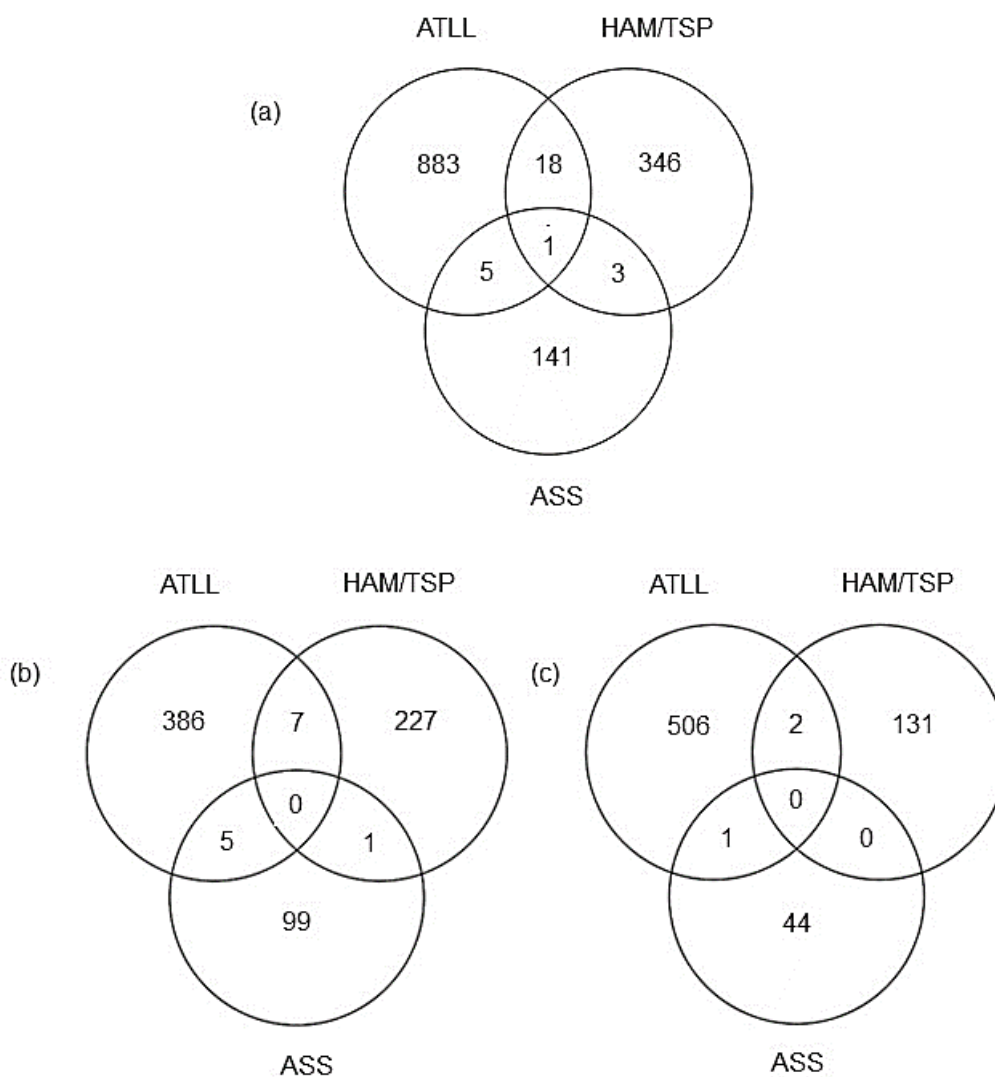 ATLL HAM/TSP
(a)
883 18 346
1
5 3
141
ASS
ATLL HAM/TSP
(b)
386 7 227
0
5 1
99
ASS
ATLL HAM/TSP
(c)
506 2 131
0
1 0
44
ASS